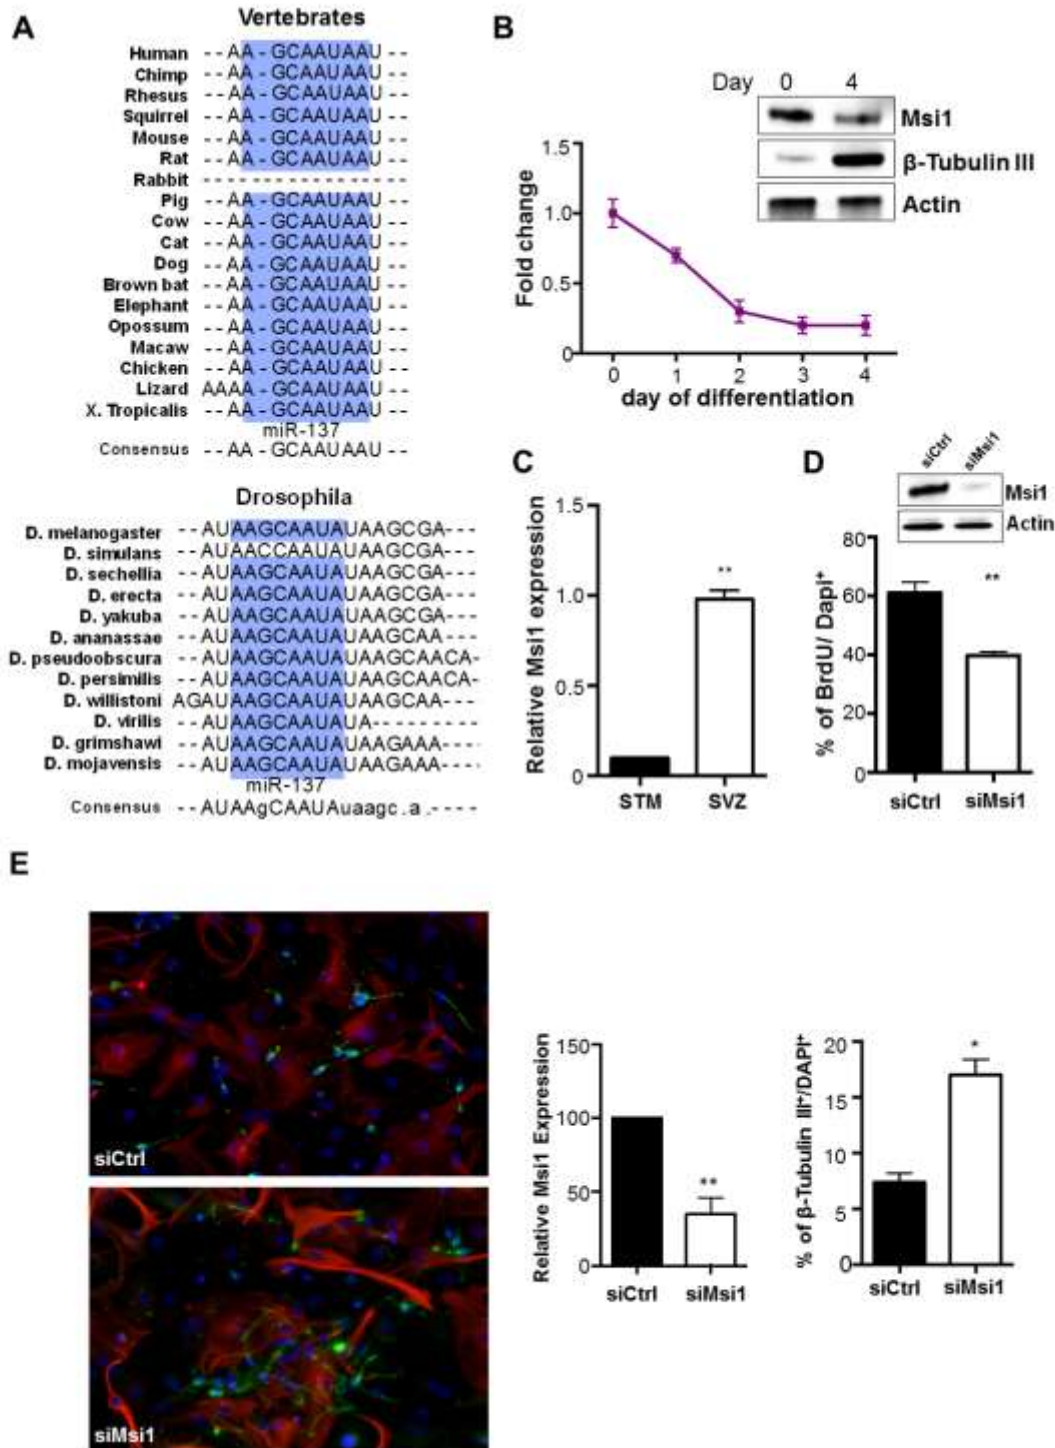 A
Vertebrates
Human --AA-GCAAUAAU--
Chimp --AA-GCAAUAAU--
Rhesus --AA-GCAAUAAU--
Squirrel --AA-GCAAUAAU--
Mouse --AA-GCAAUAAU--
Rat --AA-GCAAUAAU--
Rabbit ----------------
Pig --AA-GCAAUAAU--
Cow --AA-GCAAUAAU--
Cat --AA-GCAAUAAU--
Dog --AA-GCAAUAAU--
Brown bat --AA-GCAAUAAU--
Elephant --AA-GCAAUAAU--
Opossum --AA-GCAAUAAU--
Macaw --AA-GCAAUAAU--
Chicken --AA-GCAAUAAU--
Lizard AAAA-GCAAUAAU--
X. Tropicalis --AA-GCAAUAAU--
miR-137
Consensus --AA-GCAAUAAU--
Drosophila
D. melanogaster --AUAAGCAAUAUAAGCGA---
D. simulans --AUAACCAAUAUAAGCGA---
D. sechellia --AUAAGCAAUAUAAGCGA---
D. erecta --AUAAGCAAUAUAAGCGA---
D. yakuba --AUAAGCAAUAUAAGCGA---
D. ananassae --AUAAGCAAUAUAAGCAA---
D. pseudoobscura --AUAAGCAAUAUAAGCAACA-
D. persimilis --AUAAGCAAUAUAAGCAACA-
D. willistoni AGAUAAGCAAUAUAAGCAA----
D. virilis --AUAAGCAAUAUA---------
D. grimshawi --AUAAGCAAUAUAAGAAA----
D. mojavensis --AUAAGCAAUAUAAGAAA----
miR-137
Consensus --AUAAgCAAUAuaagc.a.----
B
Day 0 4
Msi1
β-Tubulin III
Actin
Fold change
1.5
1.0
0.5
0
0 1 2 3 4
day of differentiation
C
Relative Msi1 expression
1.5
1.0
0.5
0
**
STM SVZ
D
siCtrl siMsi1
Msi1
Actin
% of BrdU/ Dapi⁺
80
60
40
20
0
**
siCtrl siMsi1
E
siCtrl
siMsi1
Relative Msi1 Expression
150
100
50
0
**
siCtrl siMsi1
% of β-Tubulin III⁺/DAPI⁺
20
15
10
5
0
*
siCtrl siMsi1